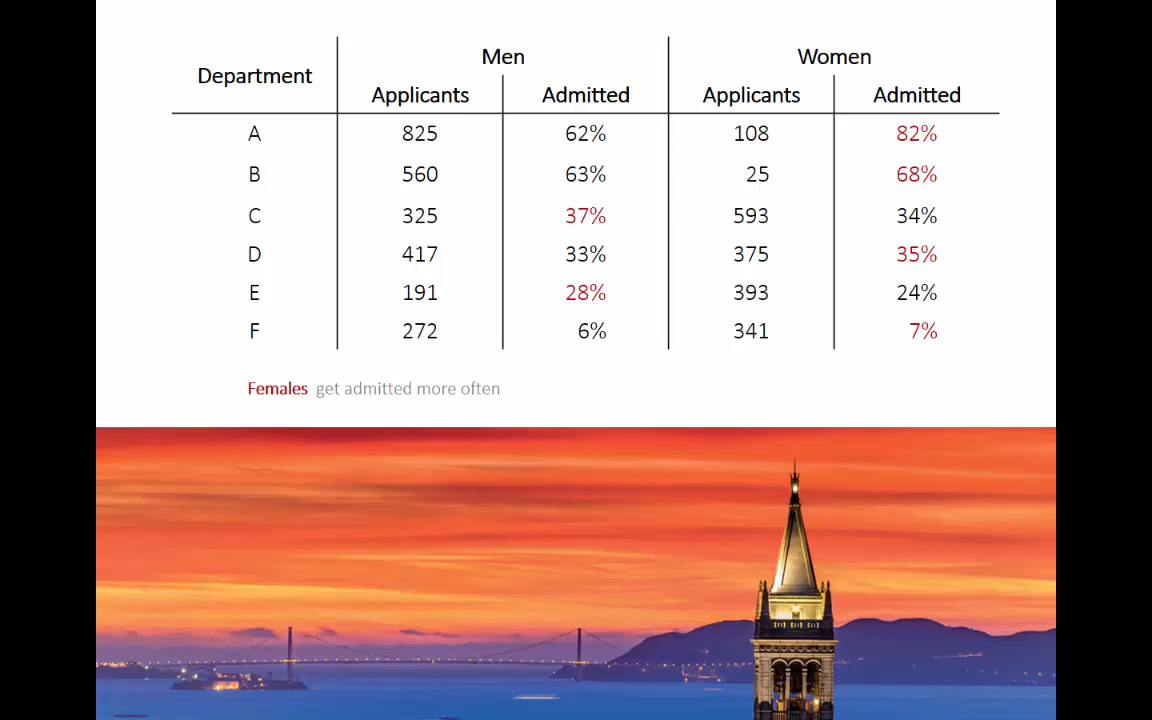 Men Women
Department
Applicants Admitted Applicants Admitted
A 825 62% 108 82%
B 560 63% 25 68%
C 325 37% 593 34%
D 417 33% 375 35%
E 191 28% 393 24%
F 272 6% 341 7%
Females get admitted more often